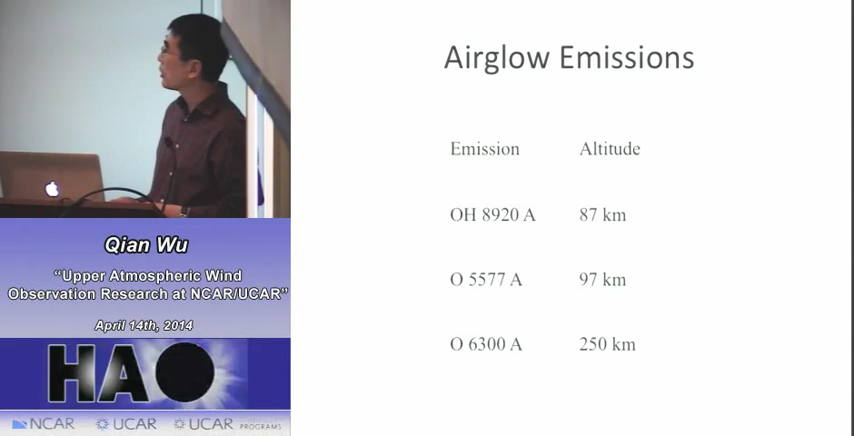 Airglow Emissions
Emission Altitude
OH 8920 A 87 km
O 5577 A 97 km
O 6300 A 250 km
Qian Wu
“Upper Atmospheric Wind
Observation Research at NCAR/UCAR”
April 14th, 2014
HAO
NCAR UCAR UCAR PROGRAMS